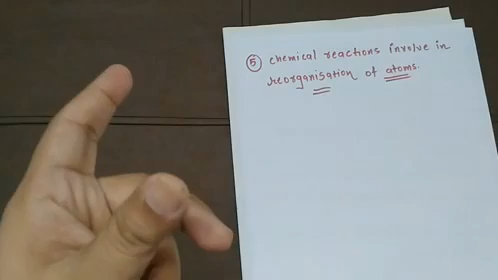 ⑤ chemical reactions involve in
reorganisation of atoms.